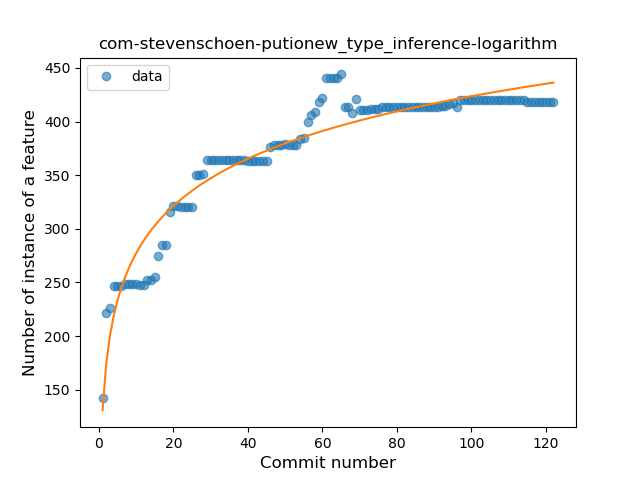 com-stevenschoen-putionew_type_inference-logarithm
data
Number of instance of a feature
450
400
350
300
250
200
150
0 20 40 60 80 100 120
Commit number